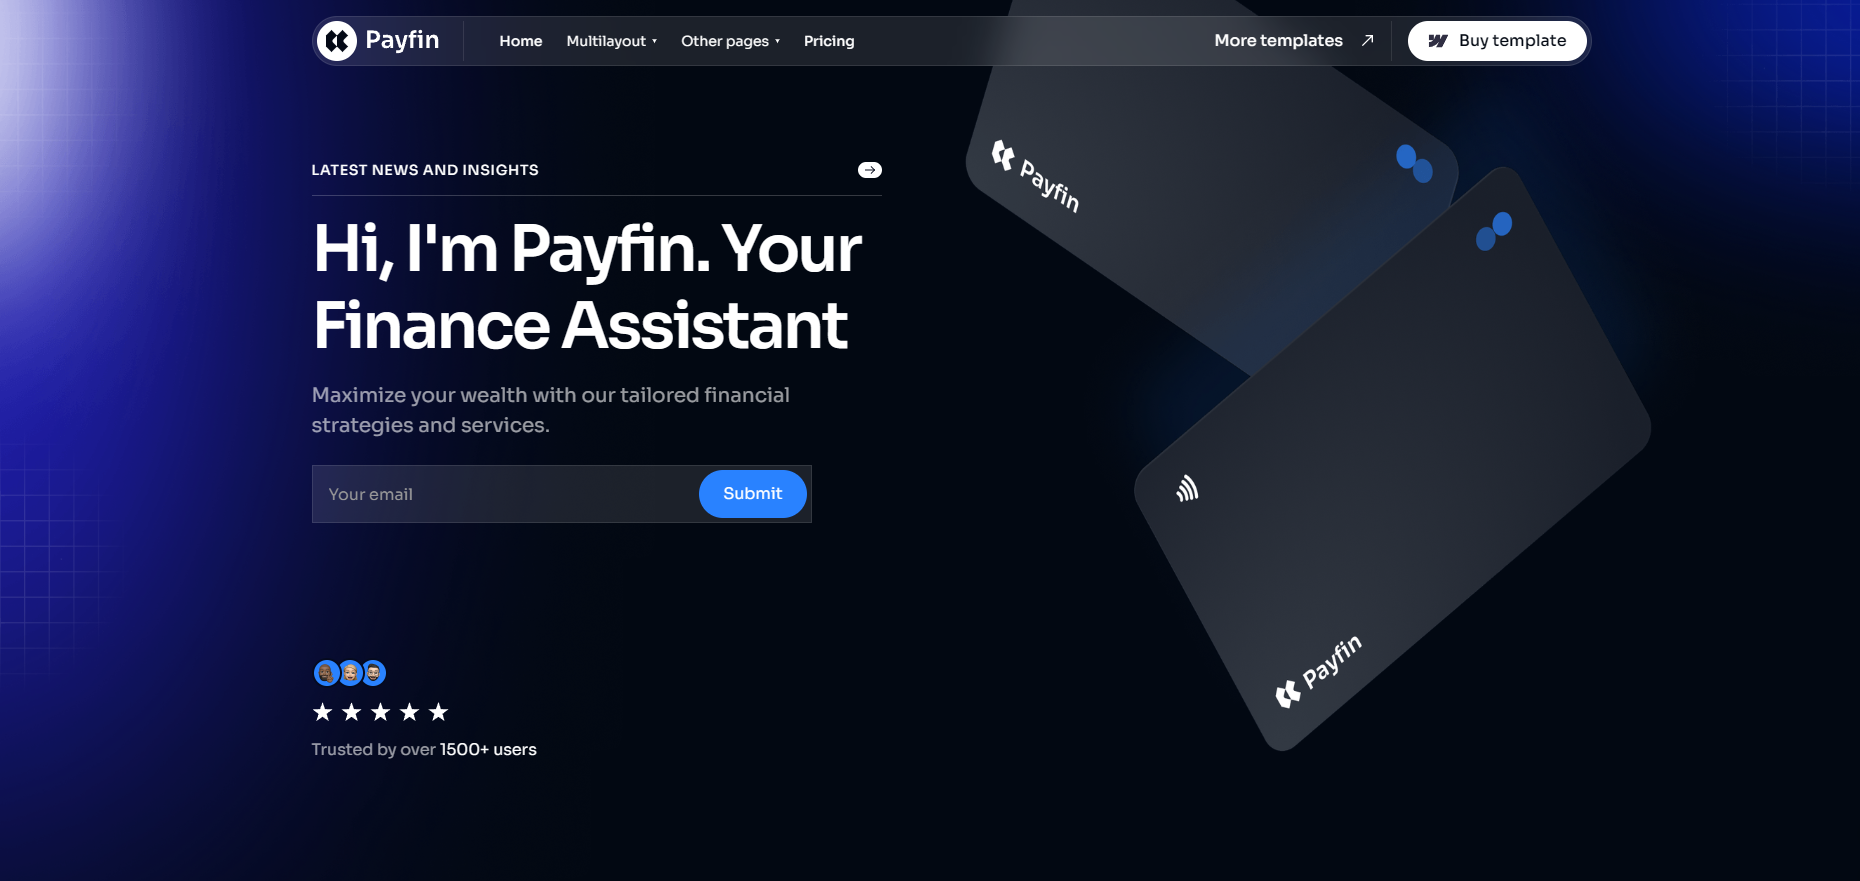 Payfin
Home
Multilayout
Other pages
Pricing
More templates
Buy template
LATEST NEWS AND INSIGHTS
Hi, I'm Payfin. Your
Finance Assistant
Maximize your wealth with our tailored financial
strategies and services.
Your email
Submit
Trusted by over 1500+ users
Payfin
Payfin